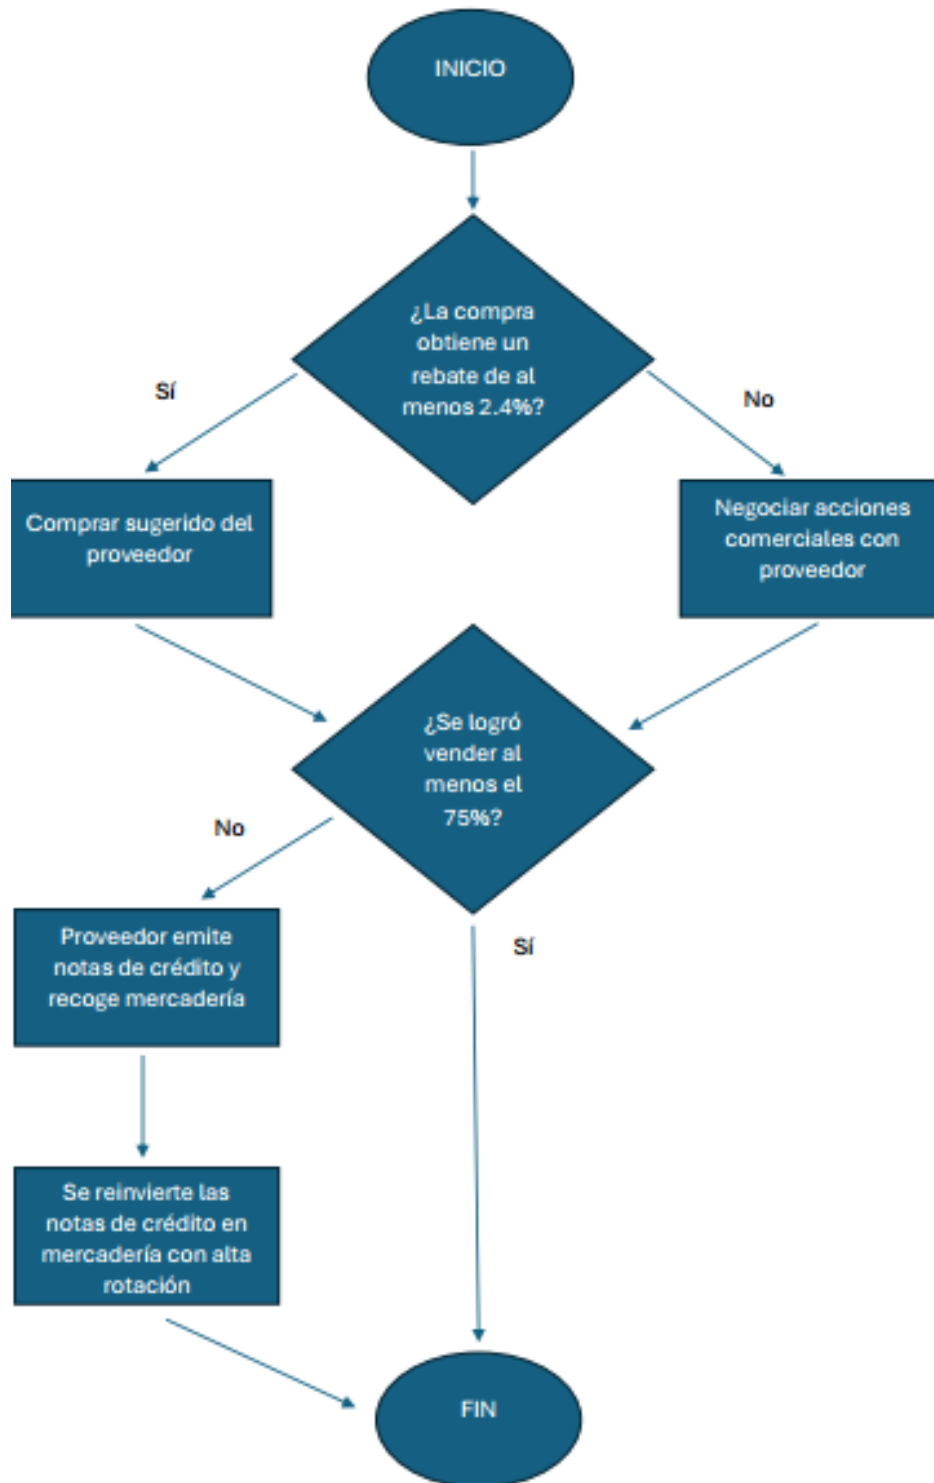 INICIO
¿La compra
obtiene un
rebate de al
menos 2.4%?
Sí
No
Comprar sugerido del
proveedor
Negociar acciones
comerciales con
proveedor
¿Se logró
vender al
menos el
75%?
No
Sí
Proveedor emite
notas de crédito y
recoge mercadería
Se reinvierte las
notas de crédito en
mercadería con alta
rotación
FIN